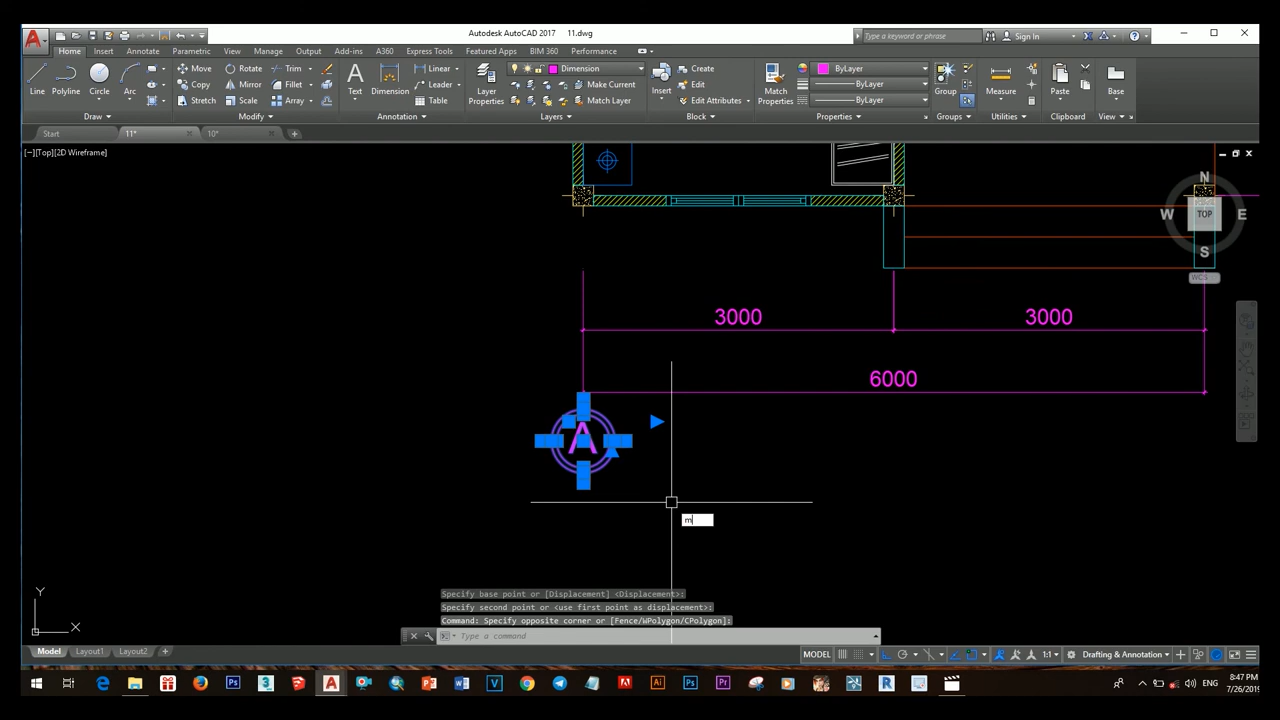 Autodesk AutoCAD 2017 11.dwg
Type a keyword or phrase
Sign In
Home Insert Annotate Parametric View Manage Output Add-ins A360 Express Tools Featured Apps BIM 360 Performance
Line
Polyline
Circle
Arc
Move
Copy
Stretch
Rotate
Mirror
Scale
Trim
Fillet
Array
Text
Dimension
Linear
Leader
Table
Layer
Properties
Dimension
Make Current
Match Layer
Insert
Create
Edit
Edit Attributes
Match
Properties
ByLayer
ByLayer
ByLayer
Group
Measure
Paste
Base
Draw
Modify
Annotation
Layers
Block
Properties
Groups
Utilities
Clipboard
View
Start
11*
10*
[−][Top][2D Wireframe]
N
W
TOP
E
S
WCS
3000
3000
6000
A
m
Y
X
Specify base point or [Displacement] <Displacement>:
Specify second point or <use first point as displacement>:
Command: Specify opposite corner or [Fence/WPolygon/CPolygon]:
Type a command
Model
Layout1
Layout2
MODEL
1:1
Drafting & Annotation
ENG
8:47 PM